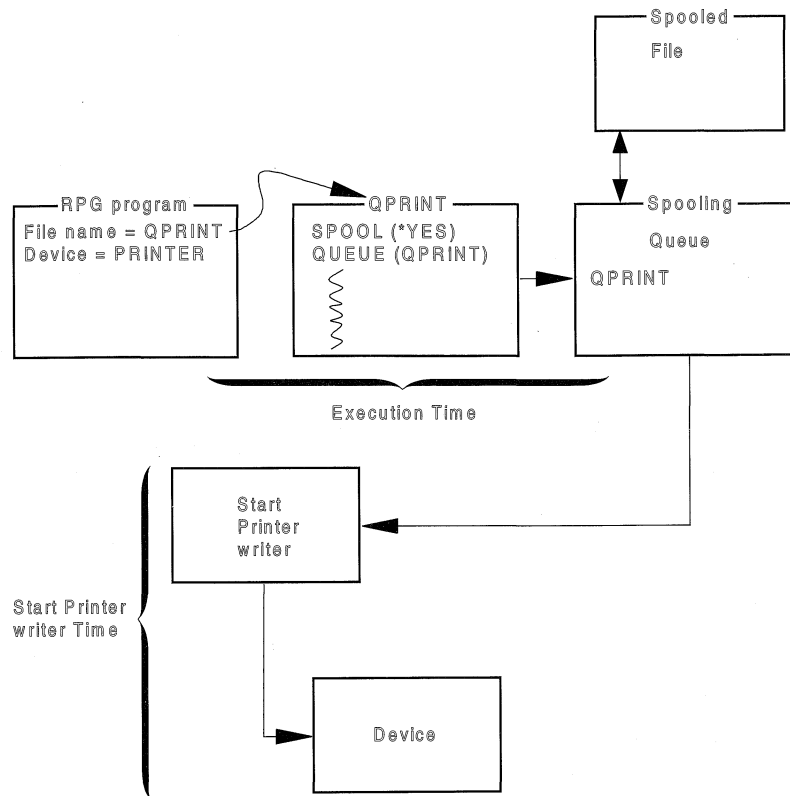 Spooled
File
RPG program
File name = QPRINT
Device = PRINTER
QPRINT
SPOOL (*YES)
QUEUE (QPRINT)
Spooling
Queue
QPRINT
Execution Time
Start
Printer
writer
Start Printer
writer Time
Device